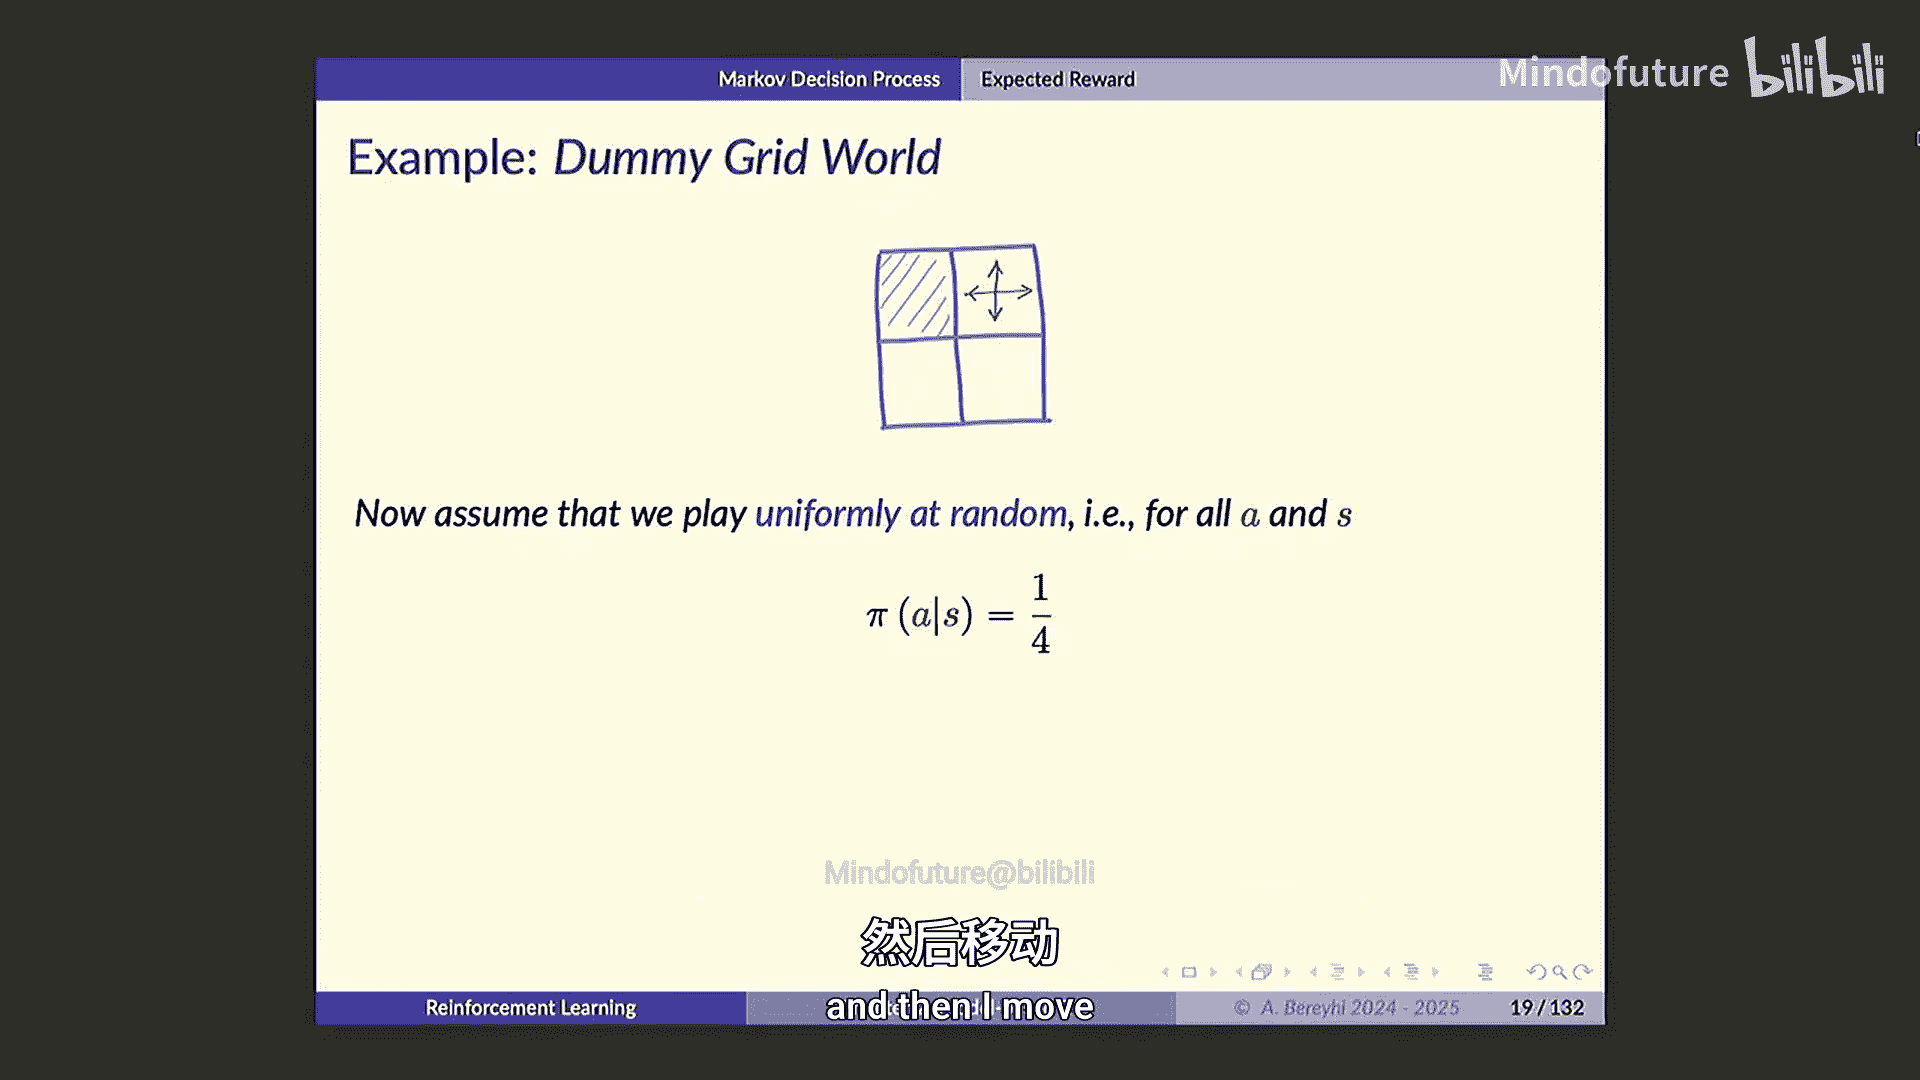 Mindofuture bilibili
Markov Decision Process Expected Reward
Example: Dummy Grid World
Now assume that we play uniformly at random, i.e., for all a and s
π (a|s) = 1/4
Mindofuture@bilibili
然后移动
and then I move
Reinforcement Learning
© A. Bereyhi 2024 - 2025
19 / 132